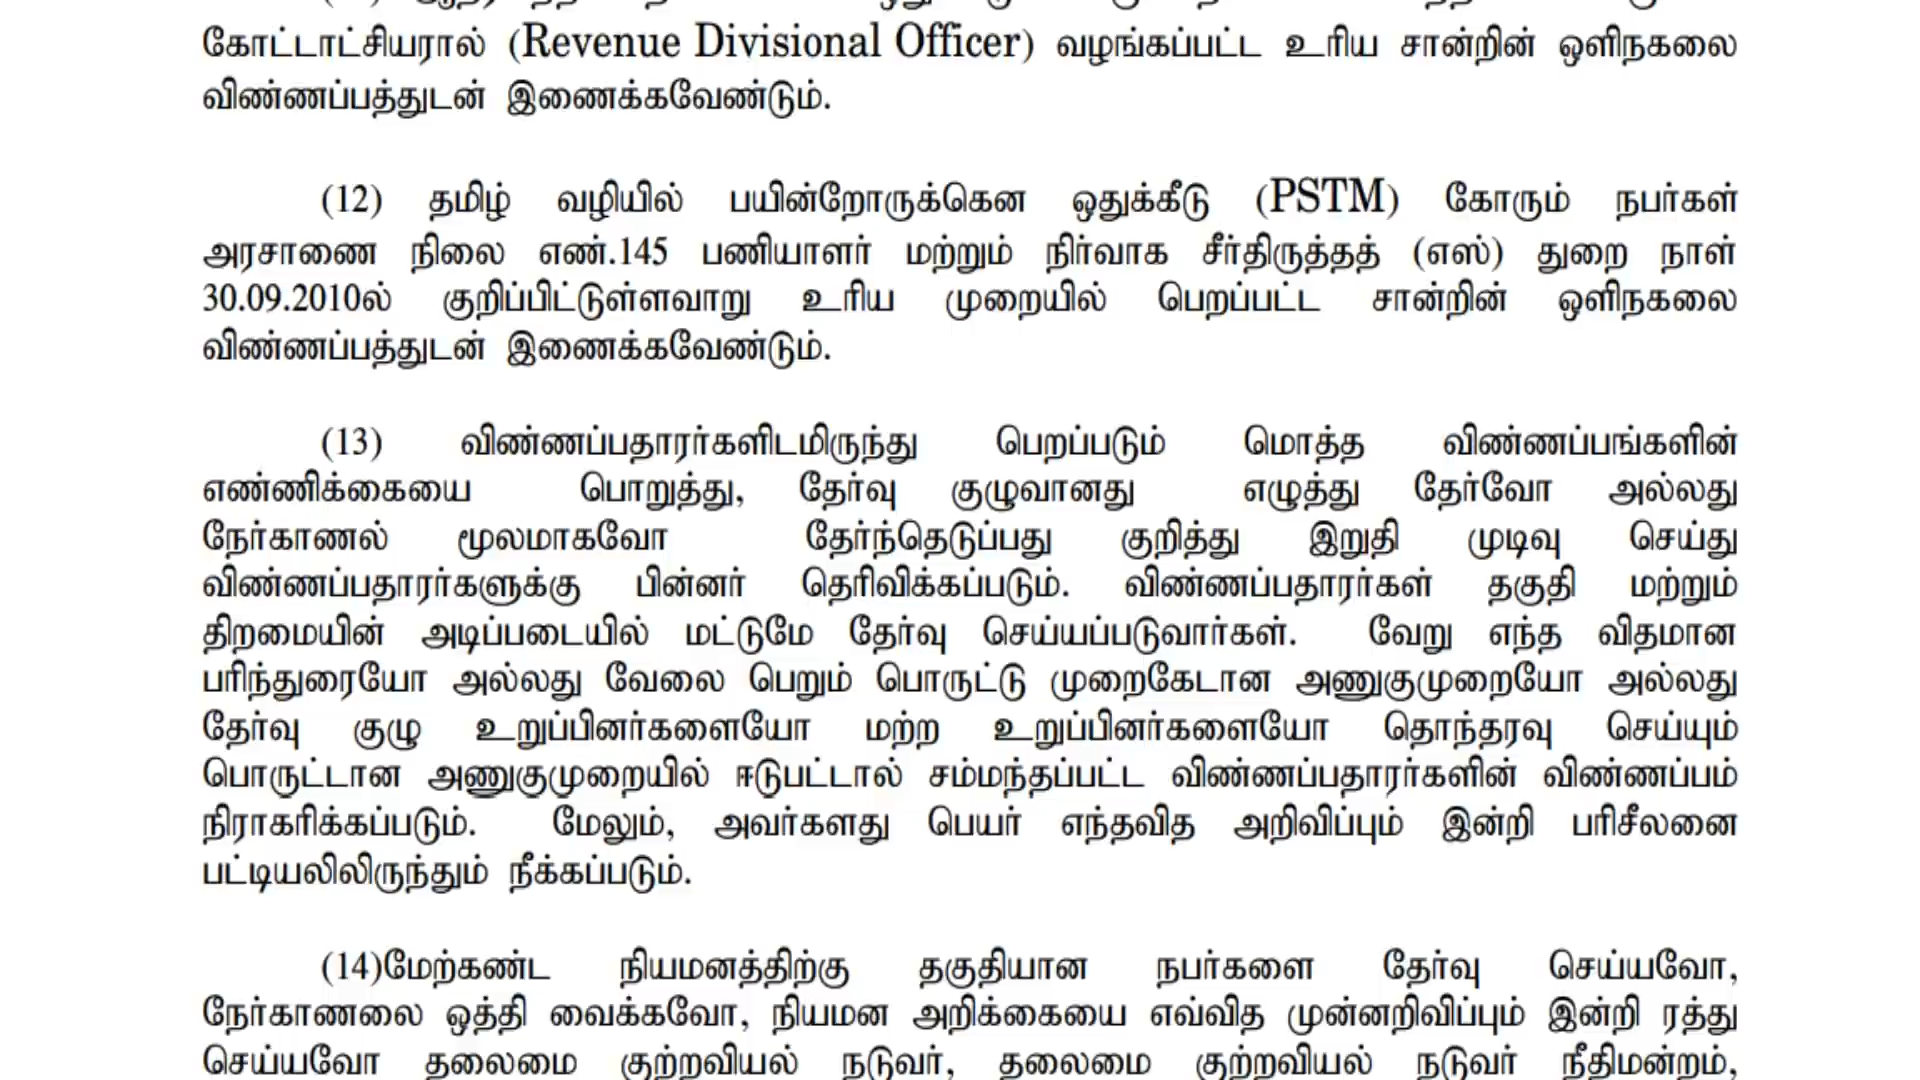 கோட்டாட்சியரால் (Revenue Divisional Officer) வழங்கப்பட்ட உரிய சான்றின் ஒளிநகலை
விண்ணப்பத்துடன் இணைக்கவேண்டும்.
(12) தமிழ் வழியில் பயின்றோருக்கென ஒதுக்கீடு (PSTM) கோரும் நபர்கள்
அரசாணை நிலை எண்.145 பணியாளர் மற்றும் நிர்வாக சீர்திருத்தத் (எஸ்) துறை நாள்
30.09.2010ல் குறிப்பிட்டுள்ளவாறு உரிய முறையில் பெறப்பட்ட சான்றின் ஒளிநகலை
விண்ணப்பத்துடன் இணைக்கவேண்டும்.
(13) விண்ணப்பதாரர்களிடமிருந்து பெறப்படும் மொத்த விண்ணப்பங்களின்
எண்ணிக்கையை பொறுத்து, தேர்வு குழுவானது எழுத்து தேர்வோ அல்லது
நேர்காணல் மூலமாகவோ தேர்ந்தெடுப்பது குறித்து இறுதி முடிவு செய்து
விண்ணப்பதாரர்களுக்கு பின்னர் தெரிவிக்கப்படும். விண்ணப்பதாரர்கள் தகுதி மற்றும்
திறமையின் அடிப்படையில் மட்டுமே தேர்வு செய்யப்படுவார்கள். வேறு எந்த விதமான
பரிந்துரையோ அல்லது வேலை பெறும் பொருட்டு முறைகேடான அணுகுமுறையோ அல்லது
தேர்வு குழு உறுப்பினர்களையோ மற்ற உறுப்பினர்களையோ தொந்தரவு செய்யும்
பொருட்டான அணுகுமுறையில் ஈடுபட்டால் சம்மந்தப்பட்ட விண்ணப்பதாரர்களின் விண்ணப்பம்
நிராகரிக்கப்படும். மேலும், அவர்களது பெயர் எந்தவித அறிவிப்பும் இன்றி பரிசீலனை
பட்டியலிலிருந்தும் நீக்கப்படும்.
(14)மேற்கண்ட நியமனத்திற்கு தகுதியான நபர்களை தேர்வு செய்யவோ,
நேர்காணலை ஒத்தி வைக்கவோ, நியமன அறிக்கையை எவ்வித முன்னறிவிப்பும் இன்றி ரத்து
செய்யவோ தலைமை குற்றவியல் நடுவர், தலைமை குற்றவியல் நடுவர் நீதிமன்றம்,